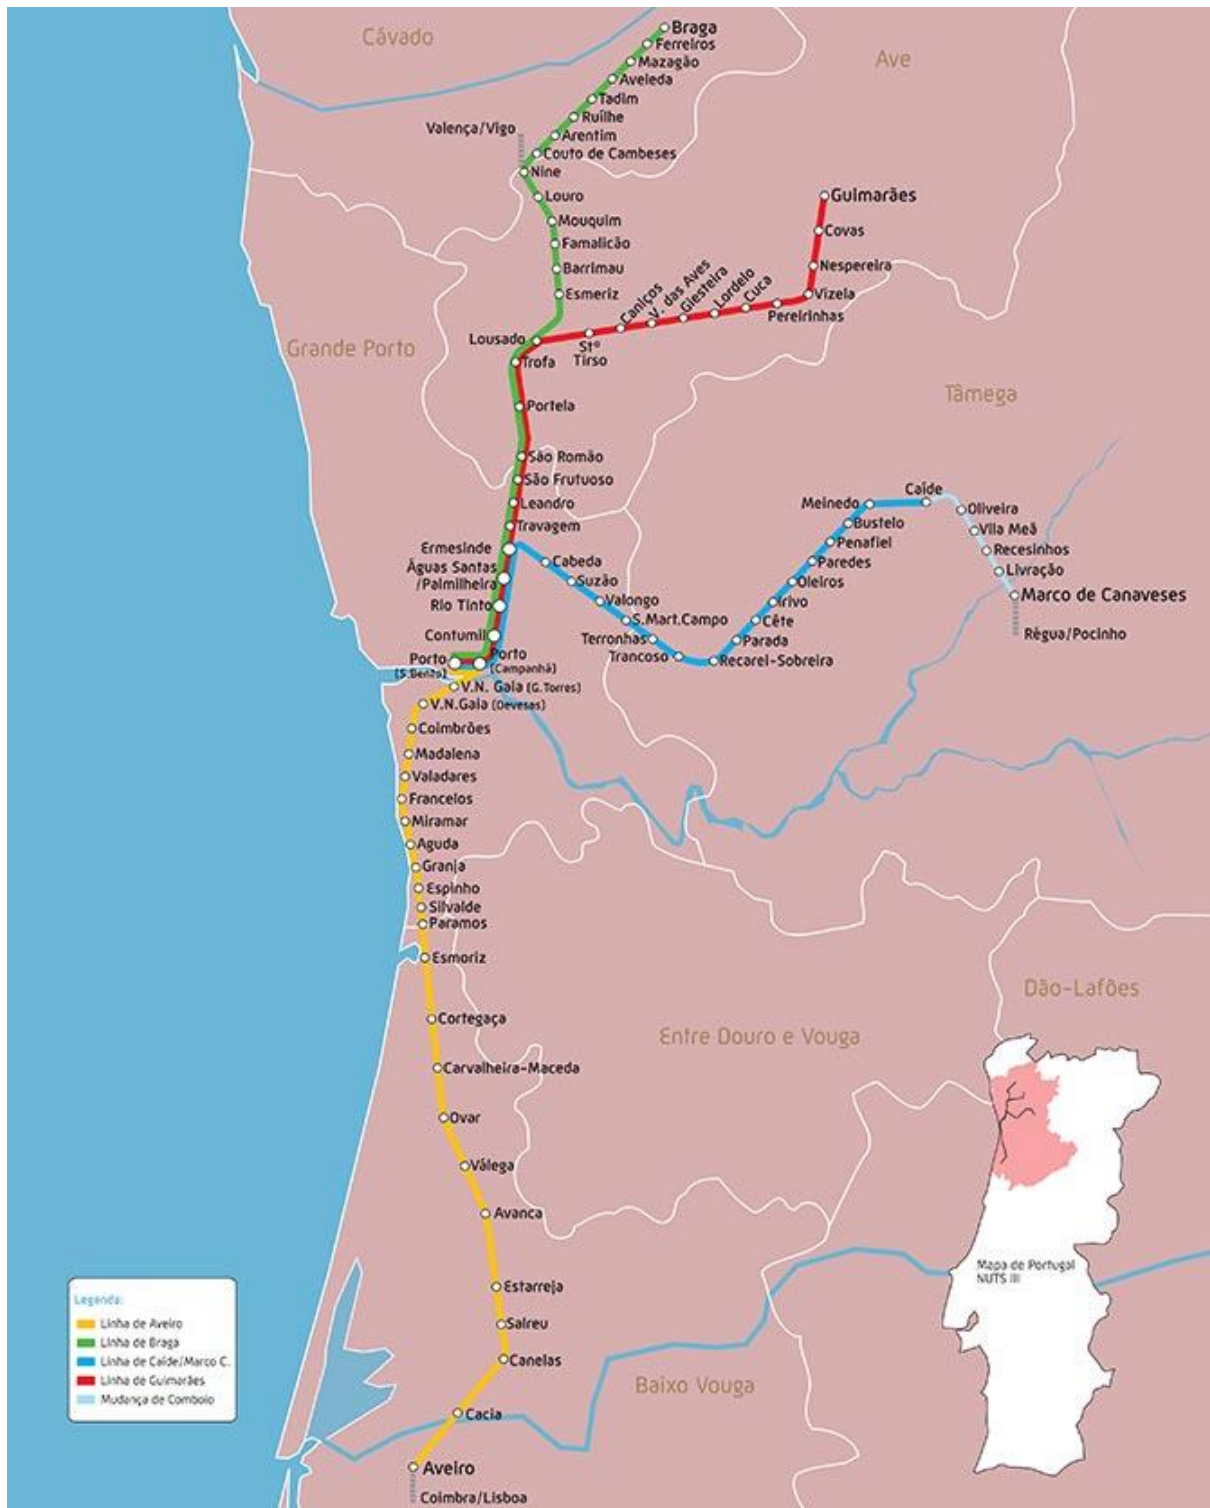 Cávado
Ave
Braga
Ferreiros
Mazagão
Aveleda
Tadim
Ruílhe
Arentim
Couto de Cambeses
Valença/Vigo
Nine
Louro
Mouquim
Famalicão
Barrimau
Esmeriz
Guimarães
Covas
Nespereira
Vizela
Pereirinhas
Cuca
Lordelo
Giesteira
V. das Aves
Caniços
Stº
Tirso
Lousado
Trofa
Grande Porto
Tâmega
Portela
São Romão
São Frutuoso
Leandro
Travagem
Ermesinde
Águas Santas
/Palmilheira
Rio Tinto
Contumil
Porto
(S.Bento)
Porto
(Campanhã)
Cabeda
Suzão
Valongo
S.Mart.Campo
Terronhas
Trancoso
Recarei-Sobreira
Parada
Cête
Irivo
Oleiros
Paredes
Penafiel
Bustelo
Meinedo
Caíde
Oliveira
Vila Meã
Recesinhos
Livração
Marco de Canaveses
Régua/Pocinho
V.N. Gaia (G.Torres)
V.N.Gaia (Devesas)
Coimbrões
Madalena
Valadares
Francelos
Miramar
Aguda
Granja
Espinho
Silvalde
Paramos
Esmoriz
Cortegaça
Carvalheira-Maceda
Ovar
Válega
Avanca
Estarreja
Salreu
Canelas
Cacia
Aveiro
Coimbra/Lisboa
Dão-Lafões
Entre Douro e Vouga
Baixo Vouga
Mapa de Portugal
NUTS III
Legenda:
Linha de Aveiro
Linha de Braga
Linha de Caíde/Marco C.
Linha de Guimarães
Mudança de Comboio